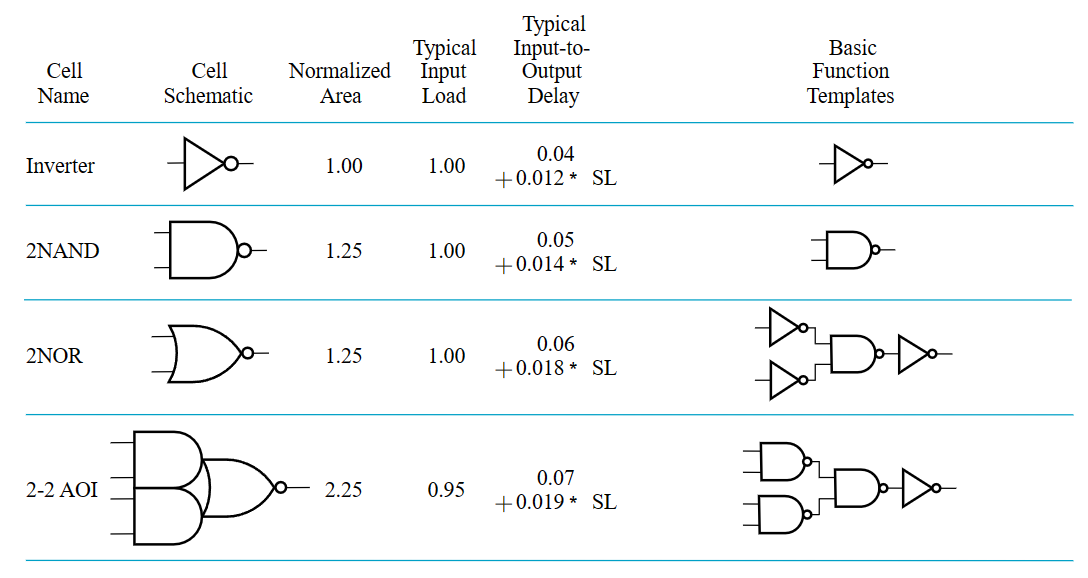 Cell
Name
Cell
Schematic
Normalized
Area
Typical
Input
Load
Typical
Input-to-
Output
Delay
Basic
Function
Templates
Inverter
1.00
1.00
0.04
+0.012 * SL
2NAND
1.25
1.00
0.05
+0.014 * SL
2NOR
1.25
1.00
0.06
+0.018 * SL
2-2 AOI
2.25
0.95
0.07
+0.019 * SL